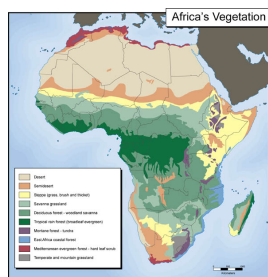 Africa's Vegetation
Desert
Semidesert
Steppe (grass, brush and thicket)
Savanna grassland
Deciduous forest - woodland savanna
Tropical rain forest (broadleaf evergreen)
Montane forest - tundra
East Africa coastal forest
Mediterranean evergreen forest - hard leaf scrub
Temperate and mountain grassland